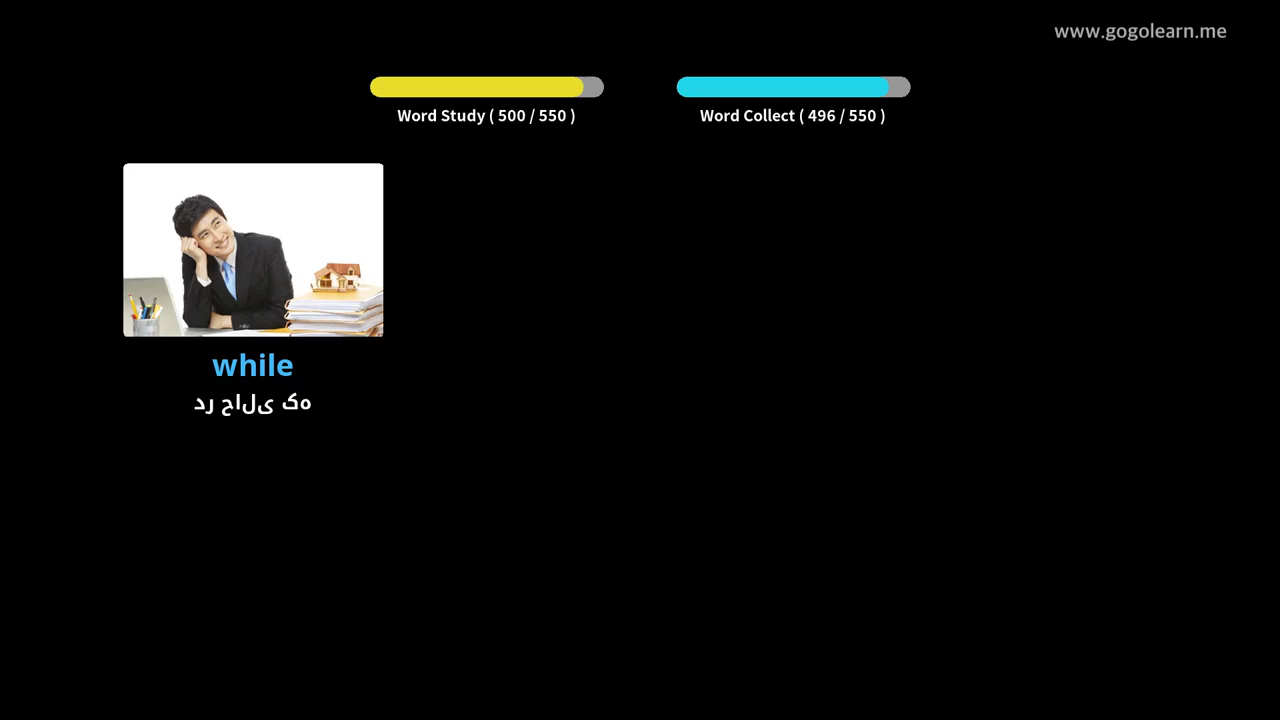 www.gogolearn.me
Word Study ( 500 / 550 )
Word Collect ( 496 / 550 )
while
در حالی که